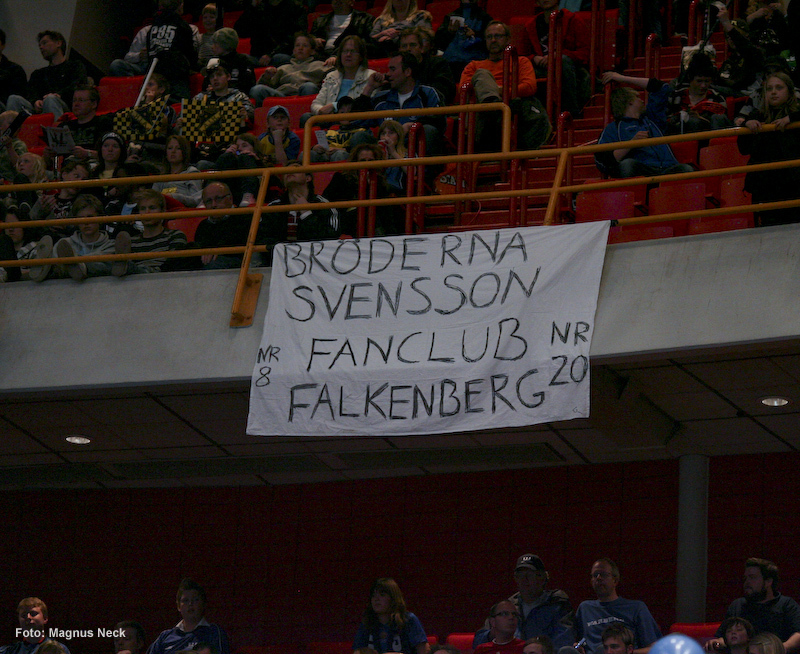 BRÖDERNA
SVENSSON
FANCLUB
FALKENBERG
NR
8
NR
20
Foto: Magnus Neck